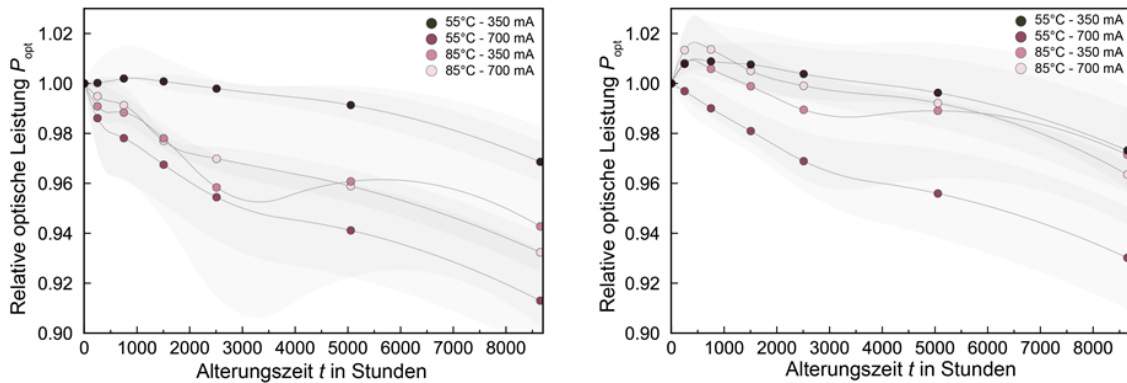 Relative optische Leistung Popt
1.02
1.00
0.98
0.96
0.94
0.92
0.90
55°C - 350 mA
55°C - 700 mA
85°C - 350 mA
85°C - 700 mA
0 1000 2000 3000 4000 5000 6000 7000 8000
Alterungszeit t in Stunden
Relative optische Leistung Popt
1.02
1.00
0.98
0.96
0.94
0.92
0.90
55°C - 350 mA
55°C - 700 mA
85°C - 350 mA
85°C - 700 mA
0 1000 2000 3000 4000 5000 6000 7000 8000
Alterungszeit t in Stunden